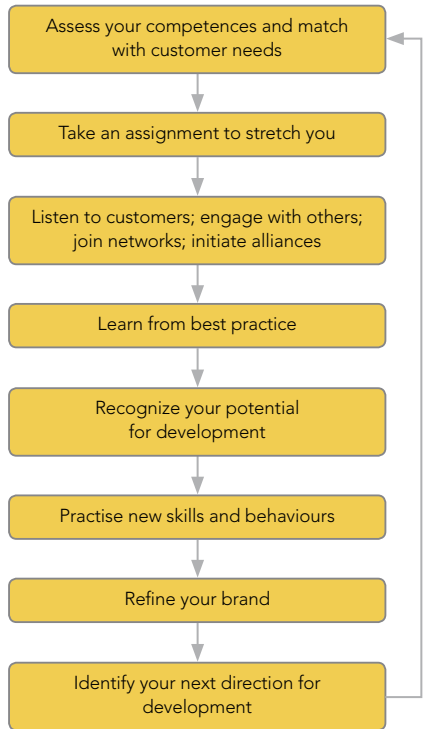 Assess your competences and match
with customer needs
Take an assignment to stretch you
Listen to customers; engage with others;
join networks; initiate alliances
Learn from best practice
Recognize your potential
for development
Practise new skills and behaviours
Refine your brand
Identify your next direction for
development